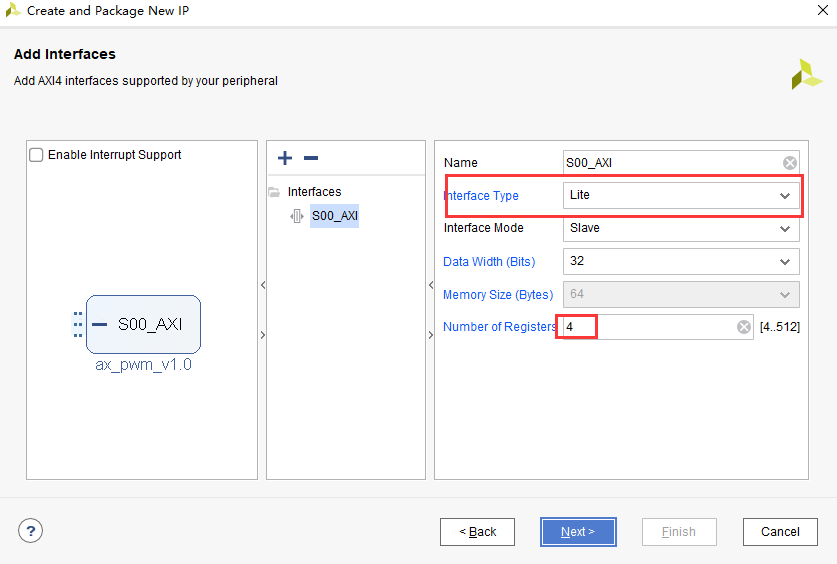 Create and Package New IP
Add Interfaces
Add AXI4 interfaces supported by your peripheral
Enable Interrupt Support
S00_AXI
ax_pwm_v1.0
Interfaces
S00_AXI
Name S00_AXI
Interface Type Lite
Interface Mode Slave
Data Width (Bits) 32
Memory Size (Bytes) 64
Number of Registers 4 [4..512]
? < Back Next > Finish Cancel